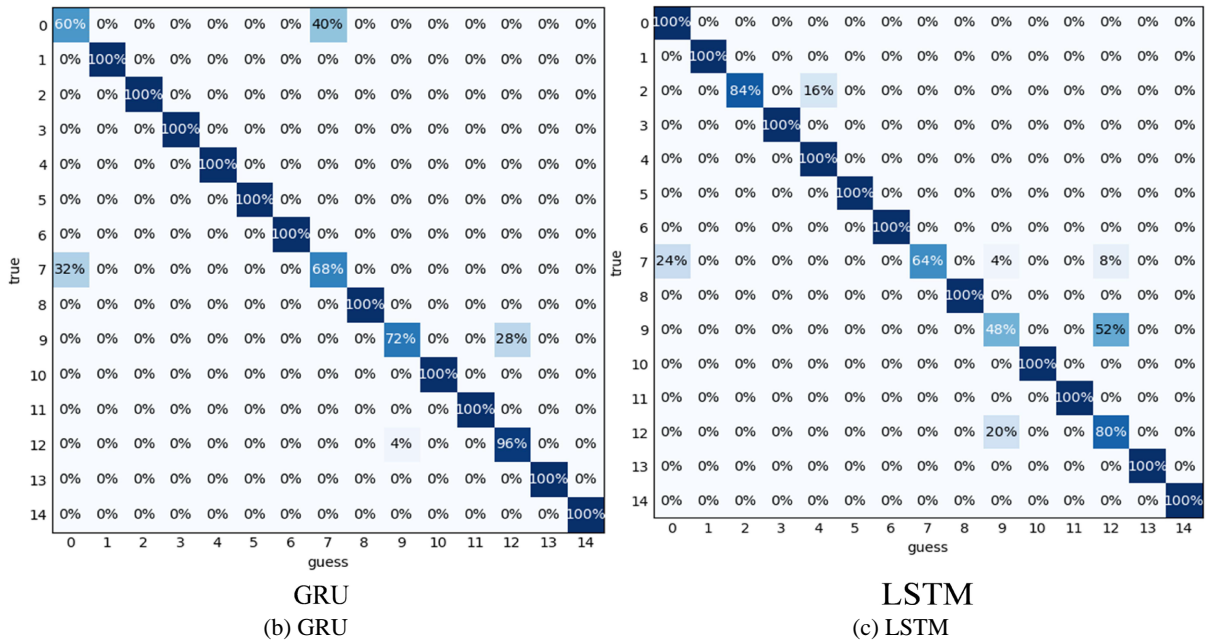 0 60% 0% 0% 0% 0% 0% 0% 40% 0% 0% 0% 0% 0% 0% 0%
1 0% 100% 0% 0% 0% 0% 0% 0% 0% 0% 0% 0% 0% 0% 0%
2 0% 0% 100% 0% 0% 0% 0% 0% 0% 0% 0% 0% 0% 0% 0%
3 0% 0% 0% 100% 0% 0% 0% 0% 0% 0% 0% 0% 0% 0% 0%
4 0% 0% 0% 0% 100% 0% 0% 0% 0% 0% 0% 0% 0% 0% 0%
5 0% 0% 0% 0% 0% 100% 0% 0% 0% 0% 0% 0% 0% 0% 0%
6 0% 0% 0% 0% 0% 0% 100% 0% 0% 0% 0% 0% 0% 0% 0%
7 32% 0% 0% 0% 0% 0% 0% 68% 0% 0% 0% 0% 0% 0% 0%
8 0% 0% 0% 0% 0% 0% 0% 0% 100% 0% 0% 0% 0% 0% 0%
9 0% 0% 0% 0% 0% 0% 0% 0% 0% 72% 0% 0% 28% 0% 0%
10 0% 0% 0% 0% 0% 0% 0% 0% 0% 0% 100% 0% 0% 0% 0%
11 0% 0% 0% 0% 0% 0% 0% 0% 0% 0% 0% 100% 0% 0% 0%
12 0% 0% 0% 0% 0% 0% 0% 0% 0% 4% 0% 0% 96% 0% 0%
13 0% 0% 0% 0% 0% 0% 0% 0% 0% 0% 0% 0% 0% 100% 0%
14 0% 0% 0% 0% 0% 0% 0% 0% 0% 0% 0% 0% 0% 0% 100%
0 1 2 3 4 5 6 7 8 9 10 11 12 13 14
true
guess
GRU
(b) GRU
0 100% 0% 0% 0% 0% 0% 0% 0% 0% 0% 0% 0% 0% 0% 0%
1 0% 100% 0% 0% 0% 0% 0% 0% 0% 0% 0% 0% 0% 0% 0%
2 0% 0% 84% 0% 16% 0% 0% 0% 0% 0% 0% 0% 0% 0% 0%
3 0% 0% 0% 100% 0% 0% 0% 0% 0% 0% 0% 0% 0% 0% 0%
4 0% 0% 0% 0% 100% 0% 0% 0% 0% 0% 0% 0% 0% 0% 0%
5 0% 0% 0% 0% 0% 100% 0% 0% 0% 0% 0% 0% 0% 0% 0%
6 0% 0% 0% 0% 0% 0% 100% 0% 0% 0% 0% 0% 0% 0% 0%
7 24% 0% 0% 0% 0% 0% 0% 64% 0% 4% 0% 0% 8% 0% 0%
8 0% 0% 0% 0% 0% 0% 0% 0% 100% 0% 0% 0% 0% 0% 0%
9 0% 0% 0% 0% 0% 0% 0% 0% 0% 48% 0% 0% 52% 0% 0%
10 0% 0% 0% 0% 0% 0% 0% 0% 0% 0% 100% 0% 0% 0% 0%
11 0% 0% 0% 0% 0% 0% 0% 0% 0% 0% 0% 100% 0% 0% 0%
12 0% 0% 0% 0% 0% 0% 0% 0% 0% 20% 0% 0% 80% 0% 0%
13 0% 0% 0% 0% 0% 0% 0% 0% 0% 0% 0% 0% 0% 100% 0%
14 0% 0% 0% 0% 0% 0% 0% 0% 0% 0% 0% 0% 0% 0% 100%
0 1 2 3 4 5 6 7 8 9 10 11 12 13 14
true
guess
LSTM
(c) LSTM